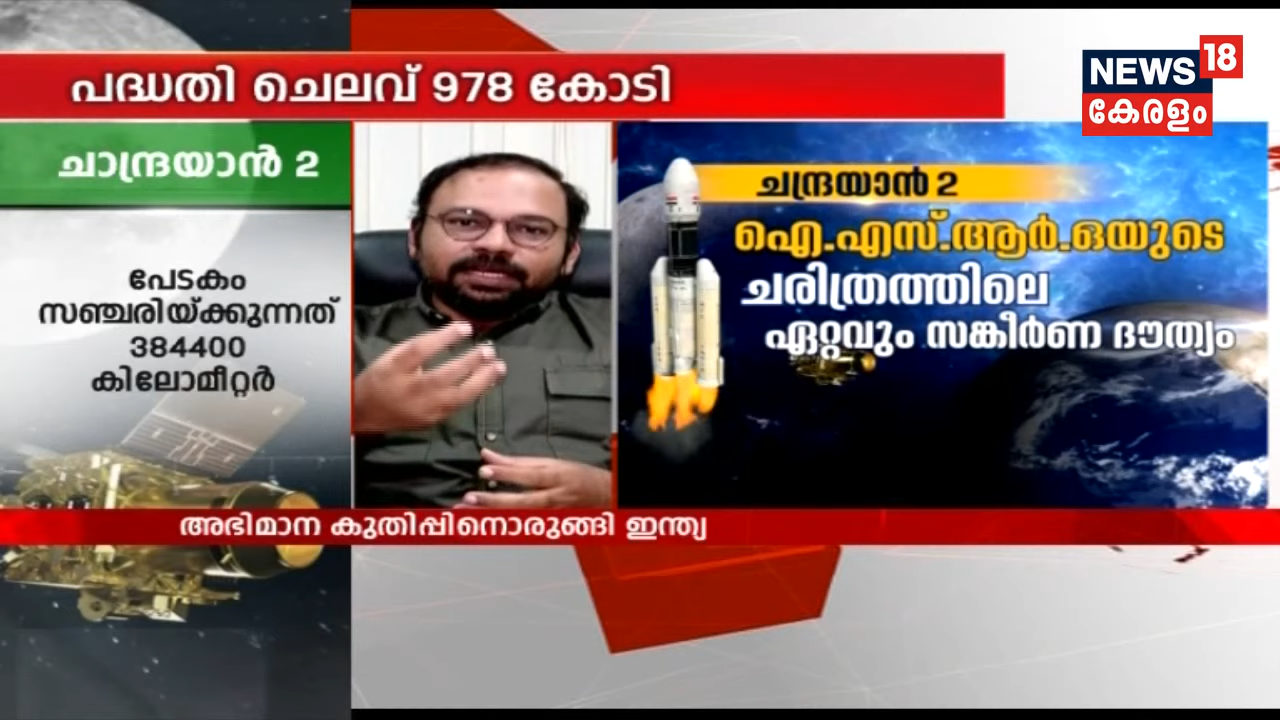 പദ്ധതി ചെലവ് 978 കോടി
NEWS 18
കേരളം
ചാന്ദ്രയാൻ 2
പേടകം
സഞ്ചരിയ്ക്കുന്നത്
384400
കിലോമീറ്റർ
ചന്ദ്രയാൻ 2
ഐ.എസ്.ആർ.ഒയുടെ
ചരിത്രത്തിലെ
ഏറ്റവും സങ്കീർണ ദൗത്യം
അഭിമാന കുതിപ്പിനൊരുങ്ങി ഇന്ത്യ